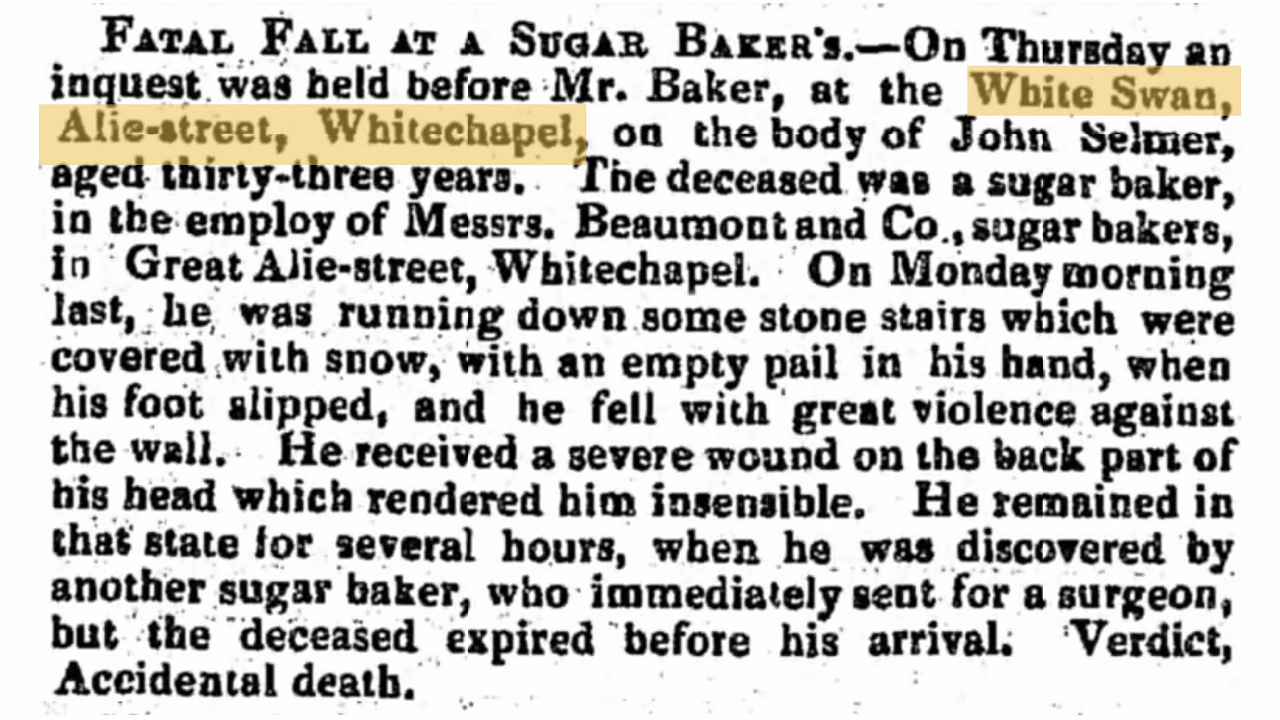 FATAL FALL AT A SUGAR BAKER's.—On Thursday an
inquest was held before Mr. Baker, at the White Swan,
Alie-street, Whitechapel, on the body of John Selmer,
aged thirty-three years. The deceased was a sugar baker,
in the employ of Messrs. Beaumont and Co., sugar bakers,
in Great Alie-street, Whitechapel. On Monday morning
last, he was running down some stone stairs which were
covered with snow, with an empty pail in his hand, when
his foot slipped, and he fell with great violence against
the wall. He received a severe wound on the back part of
his head which rendered him insensible. He remained in
that state for several hours, when he was discovered by
another sugar baker, who immediately sent for a surgeon,
but the deceased expired before his arrival. Verdict,
Accidental death.